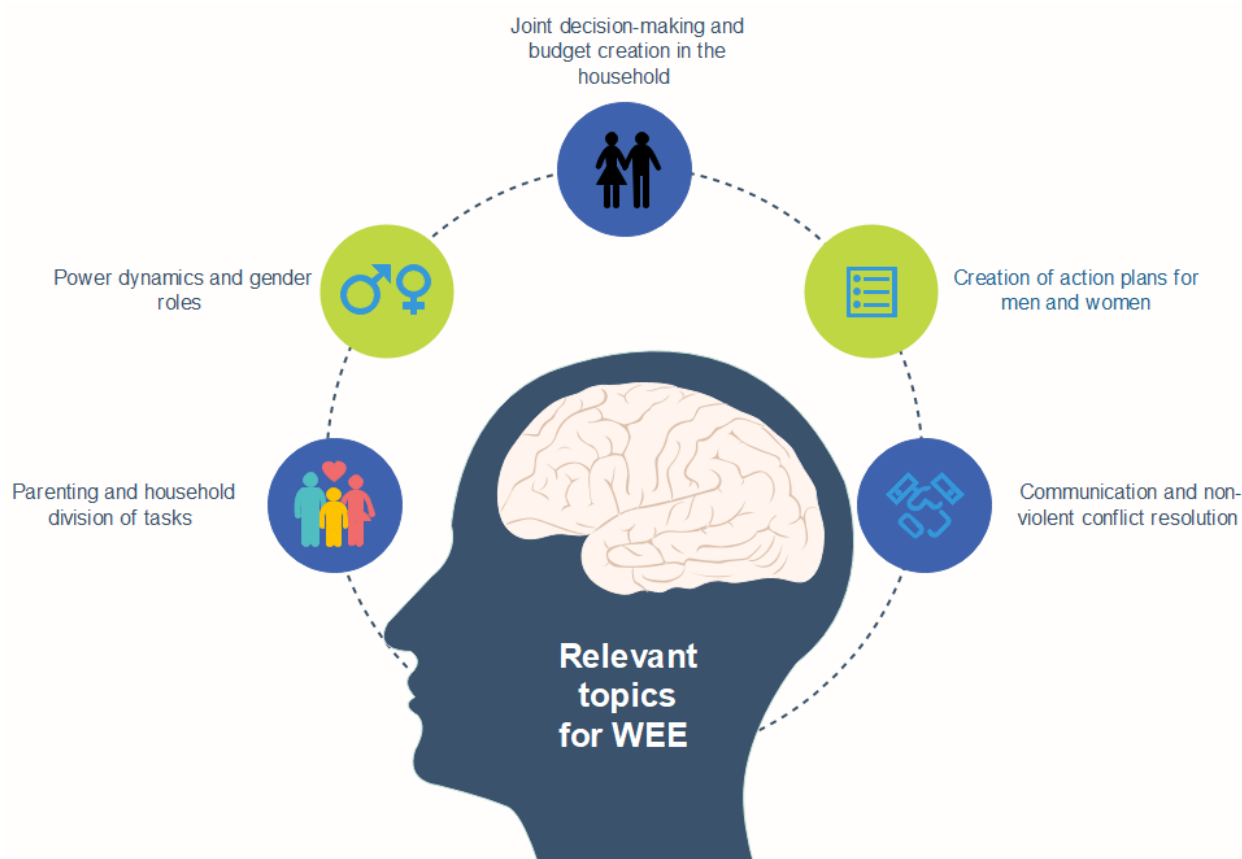 Joint decision-making and
budget creation in the
household
Power dynamics and gender
roles
Creation of action plans for
men and women
Parenting and household
division of tasks
Communication and non-
violent conflict resolution
Relevant
topics
for WEE